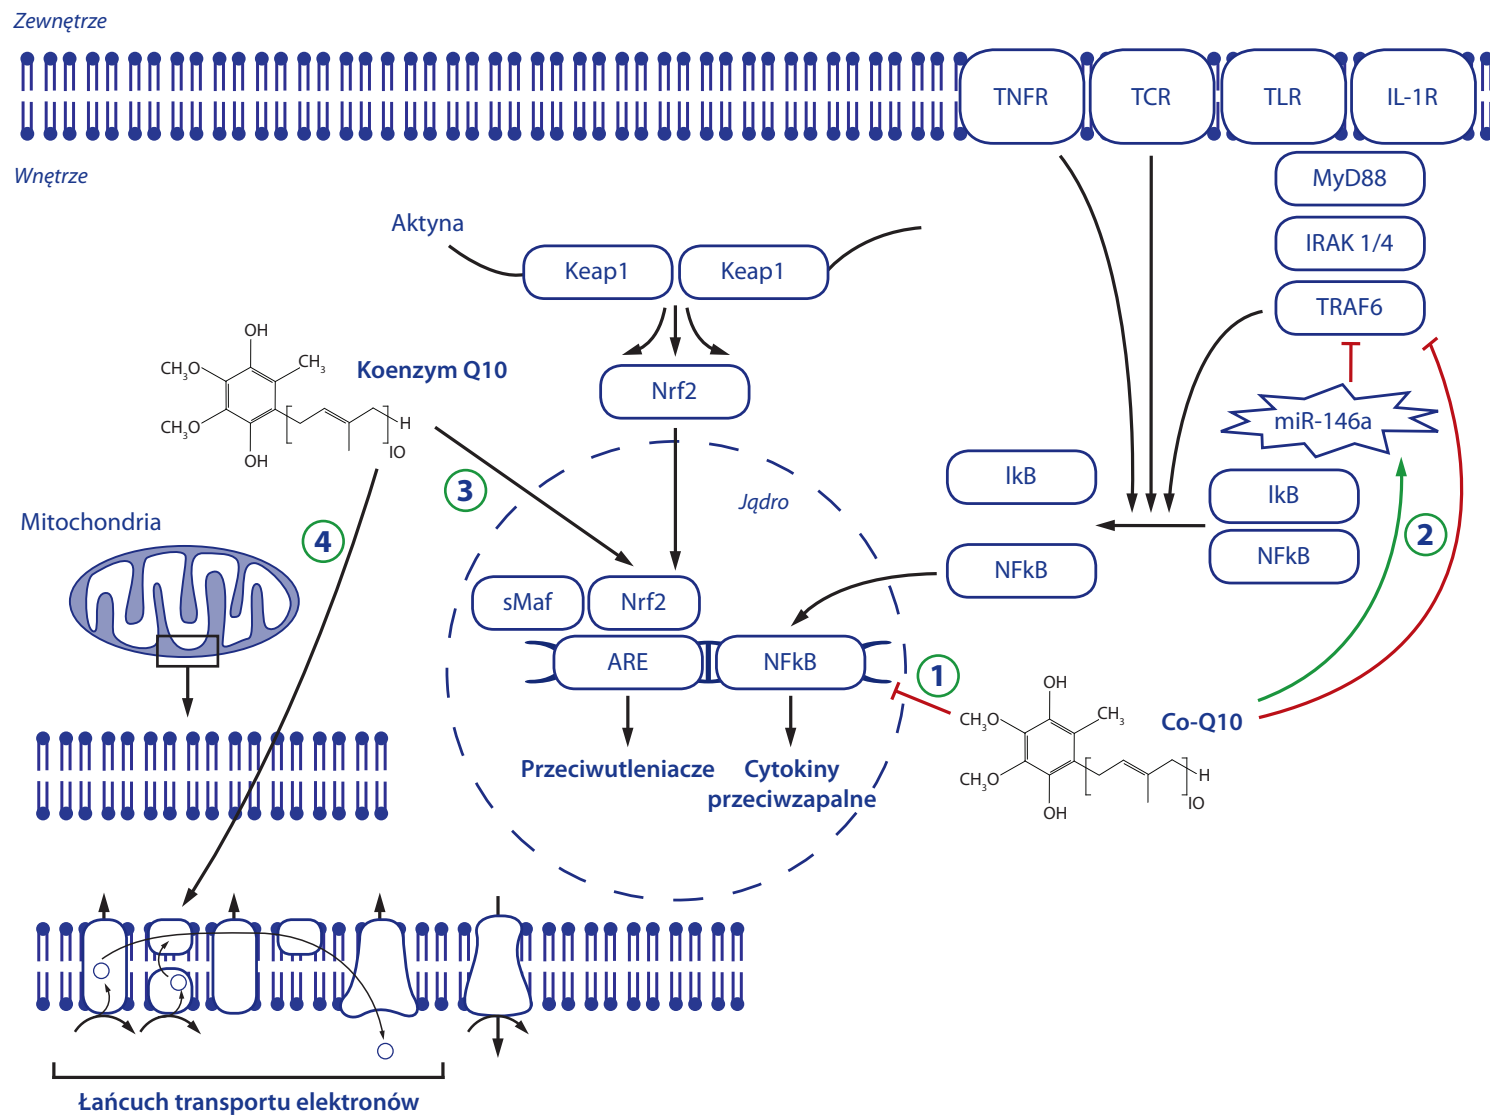 Zewnętrze
TNFR
TCR
TLR
IL-1R
Wnętrze
MyD88
Aktyna
IRAK 1/4
Keap1
Keap1
TRAF6
OH
CH₃O
CH₃
Koenzym Q10
Nrf2
CH₃O
H
IO
OH
miR-146a
IkB
IkB
3
Jądro
Mitochondria
4
2
NFkB
NFkB
sMaf
Nrf2
ARE
NFkB
1
OH
CH₃O
CH₃
Co-Q10
CH₃O
H
IO
OH
Przeciwutleniacze
Cytokiny
przeciwzapalne
Łańcuch transportu elektronów